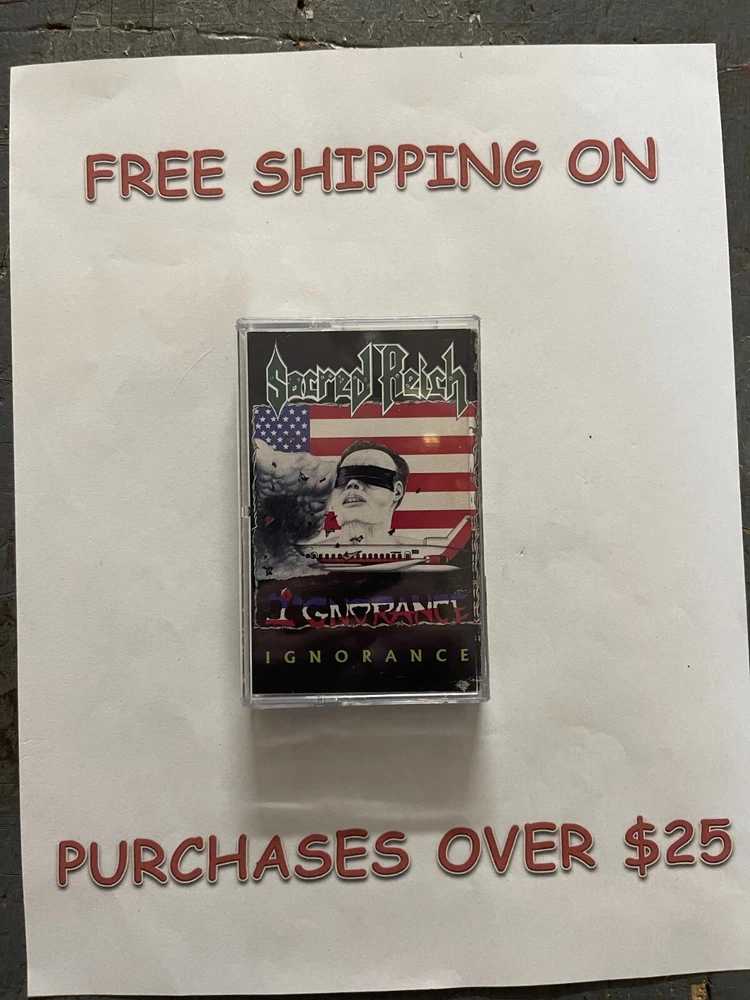 FREE SHIPPING ON
Sacred Reich
IGNORANCE
IGNORANCE
PURCHASES OVER $25